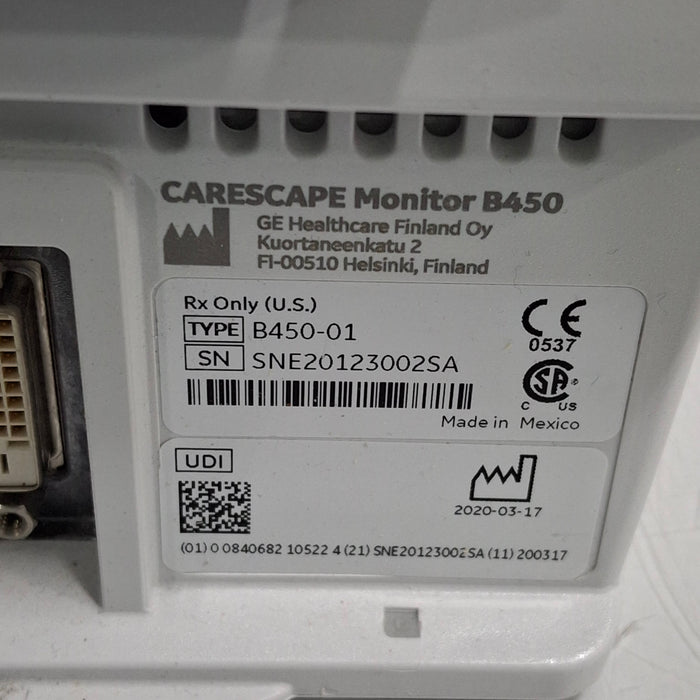 CARESCAPE Monitor B450
GE Healthcare Finland Oy
Kuortaneenkatu 2
FI-00510 Helsinki, Finland
Rx Only (U.S.)
TYPE B450-01
SN SNE20123002SA
CE
0537
CSA
C US
Made in Mexico
UDI
2020-03-17
(01) 0 0840682 10522 4 (21) SNE20123002SA (11) 200317